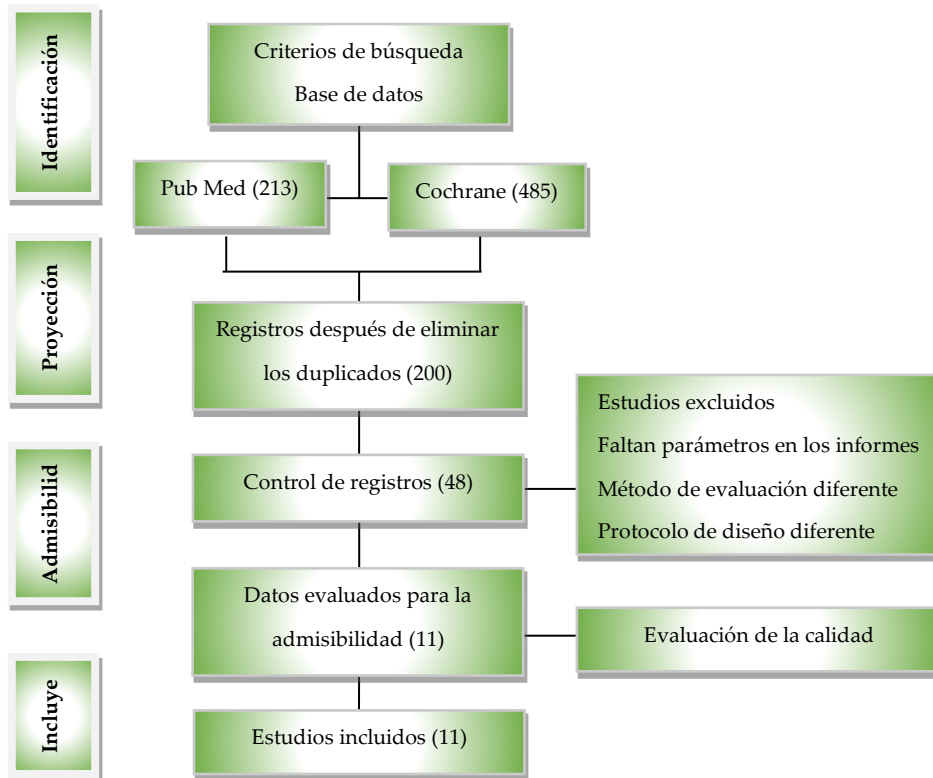 Identificación
Criterios de búsqueda
Base de datos
Pub Med (213)
Cochrane (485)
Proyección
Registros después de eliminar
los duplicados (200)
Estudios excluidos
Faltan parámetros en los informes
Método de evaluación diferente
Protocolo de diseño diferente
Admisibilid
Control de registros (48)
Datos evaluados para la
admisibilidad (11)
Evaluación de la calidad
Incluye
Estudios incluidos (11)